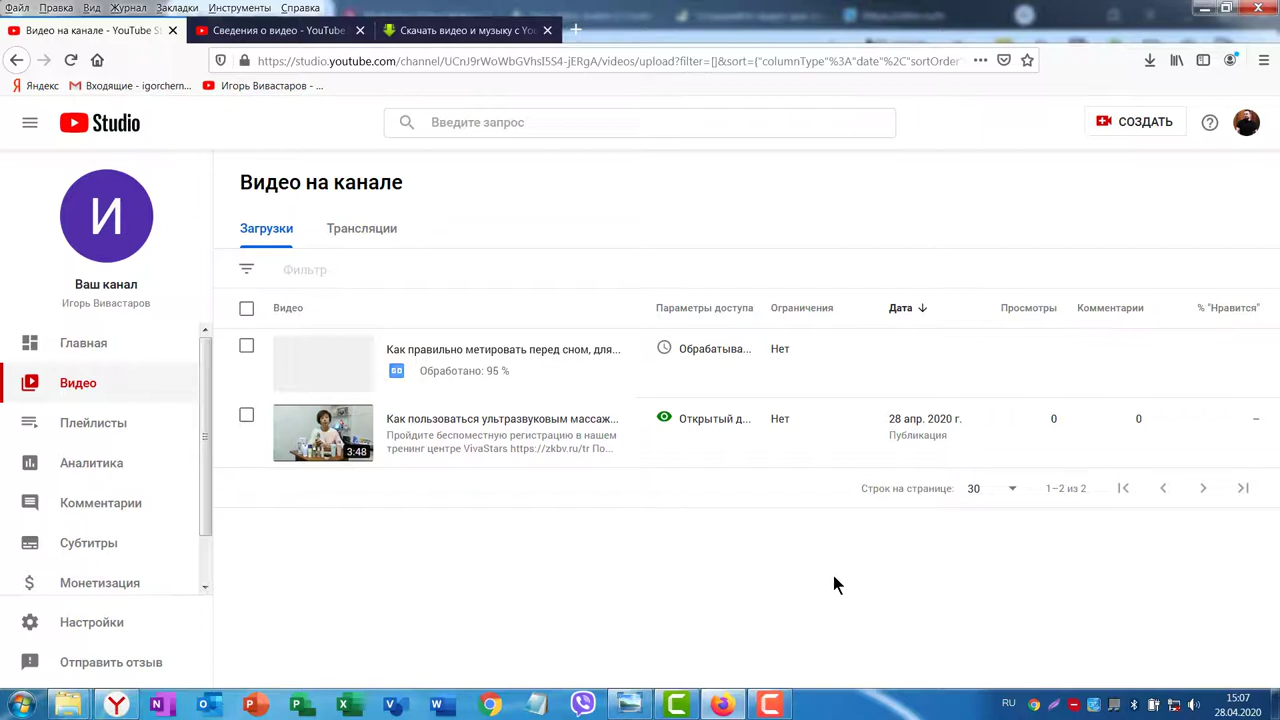 Файл Правка Вид Журнал Закладки Инструменты Справка
Видео на канале - YouTube St
Сведения о видео - YouTube
Скачать видео и музыку с Yo
https://studio.youtube.com/channel/UCnJ9rWoWbGVhsI5S4-jERgA/videos/upload?filter=[]&sort={"columnType"%3A"date"%2C"sortOrder
Яндекс
Входящие - igorchern...
Игорь Вивастаров - ...
Studio
Введите запрос
СОЗДАТЬ
И
Ваш канал
Игорь Вивастаров
Главная
Видео
Плейлисты
Аналитика
Комментарии
Субтитры
Монетизация
Настройки
Отправить отзыв
Видео на канале
Загрузки Трансляции
Фильтр
Видео Параметры доступа Ограничения Дата Просмотры Комментарии % "Нравится"
Как правильно метировать перед сном, для... Обрабатыва... Нет
SD Обработано: 95 %
Как пользоваться ультразвуковым массаж... Открытый д... Нет 28 апр. 2020 г. 0 0 –
Пройдите беспоместную регистрацию в нашем Публикация
тренинг центре VivaStars https://zkbv.ru/tr По...
3:48
Строк на странице: 30 1–2 из 2
RU
15:07
28.04.2020